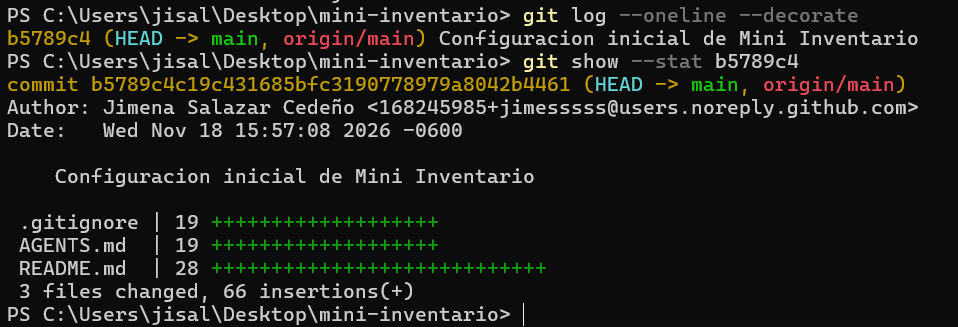 PS C:\Users\jisal\Desktop\mini-inventario> git log --oneline --decorate
b5789c4 (HEAD -> main, origin/main) Configuracion inicial de Mini Inventario
PS C:\Users\jisal\Desktop\mini-inventario> git show --stat b5789c4
commit b5789c4c19c431685bfc3190778979a8042b4461 (HEAD -> main, origin/main)
Author: Jimena Salazar Cedeño <168245985+jimesssss@users.noreply.github.com>
Date:   Wed Nov 18 15:57:08 2026 -0600
    Configuracion inicial de Mini Inventario
 .gitignore | 19 +++++++++++++++++++
 AGENTS.md  | 19 +++++++++++++++++++
 README.md  | 28 ++++++++++++++++++++++++++++
 3 files changed, 66 insertions(+)
PS C:\Users\jisal\Desktop\mini-inventario>